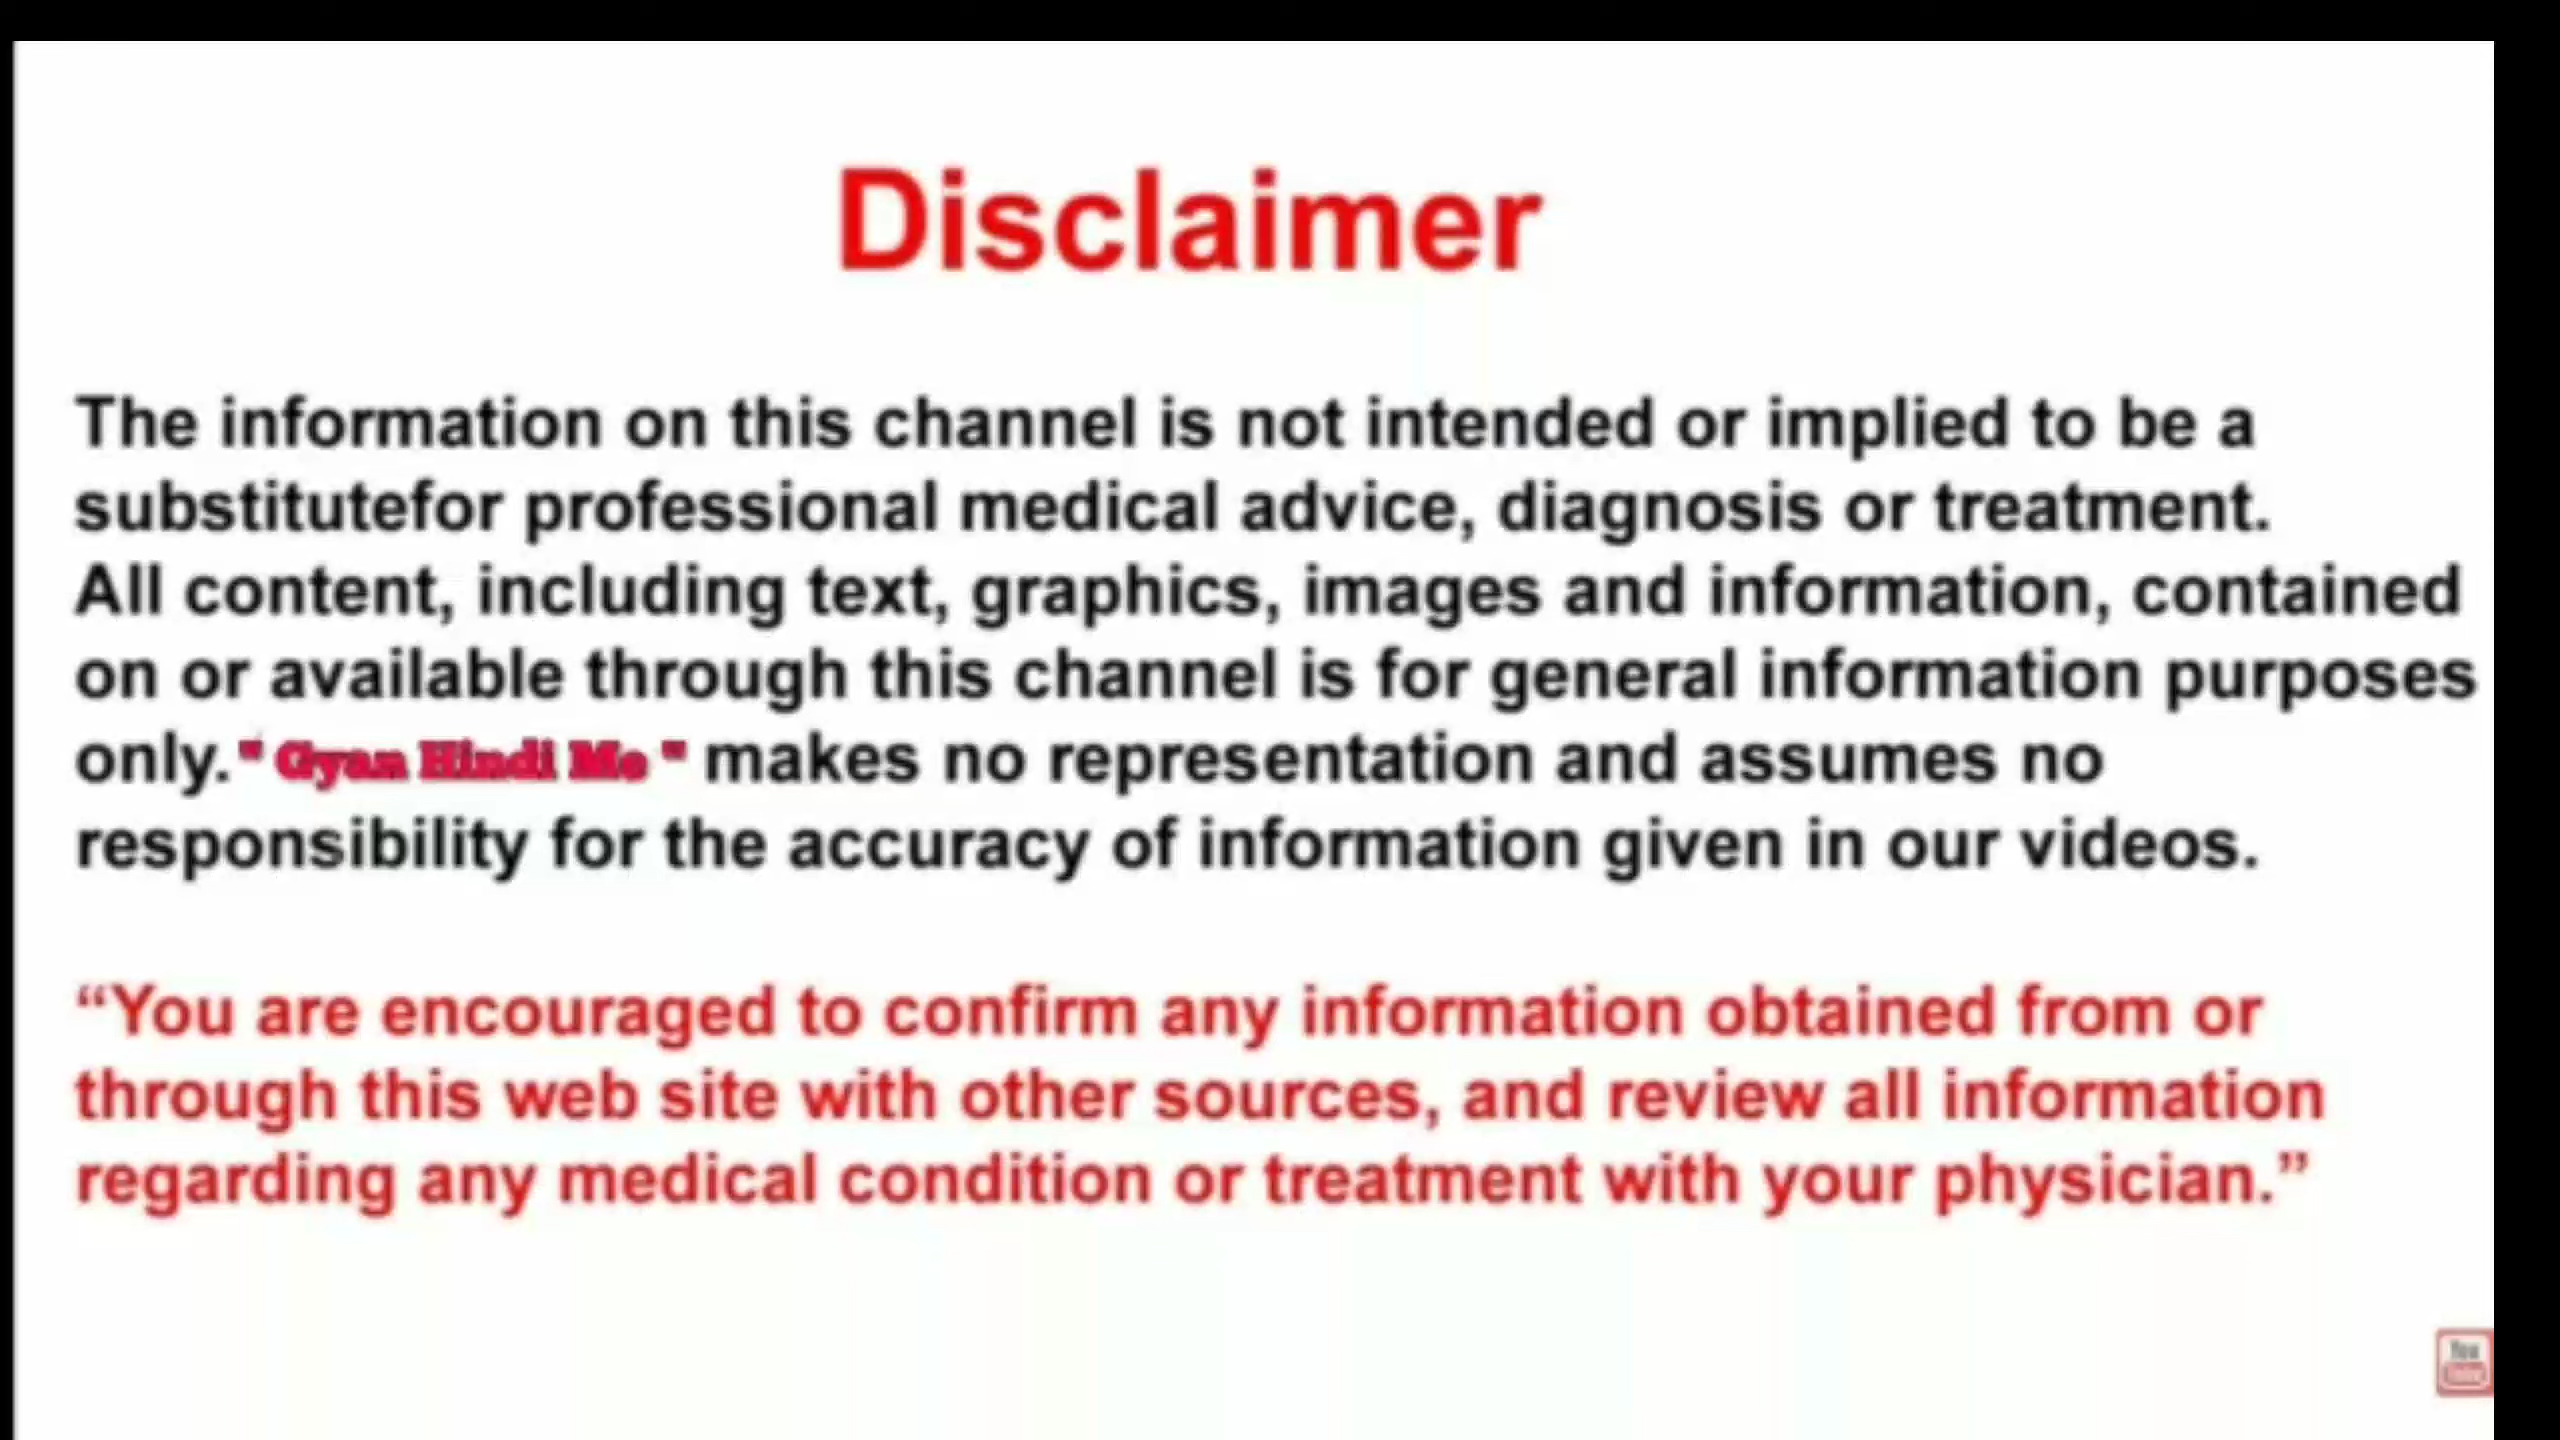 Disclaimer
The information on this channel is not intended or implied to be a
substitutefor professional medical advice, diagnosis or treatment.
All content, including text, graphics, images and information, contained
on or available through this channel is for general information purposes
only. " Gyan Hindi Me " makes no representation and assumes no
responsibility for the accuracy of information given in our videos.
“You are encouraged to confirm any information obtained from or
through this web site with other sources, and review all information
regarding any medical condition or treatment with your physician.”
You
Tube